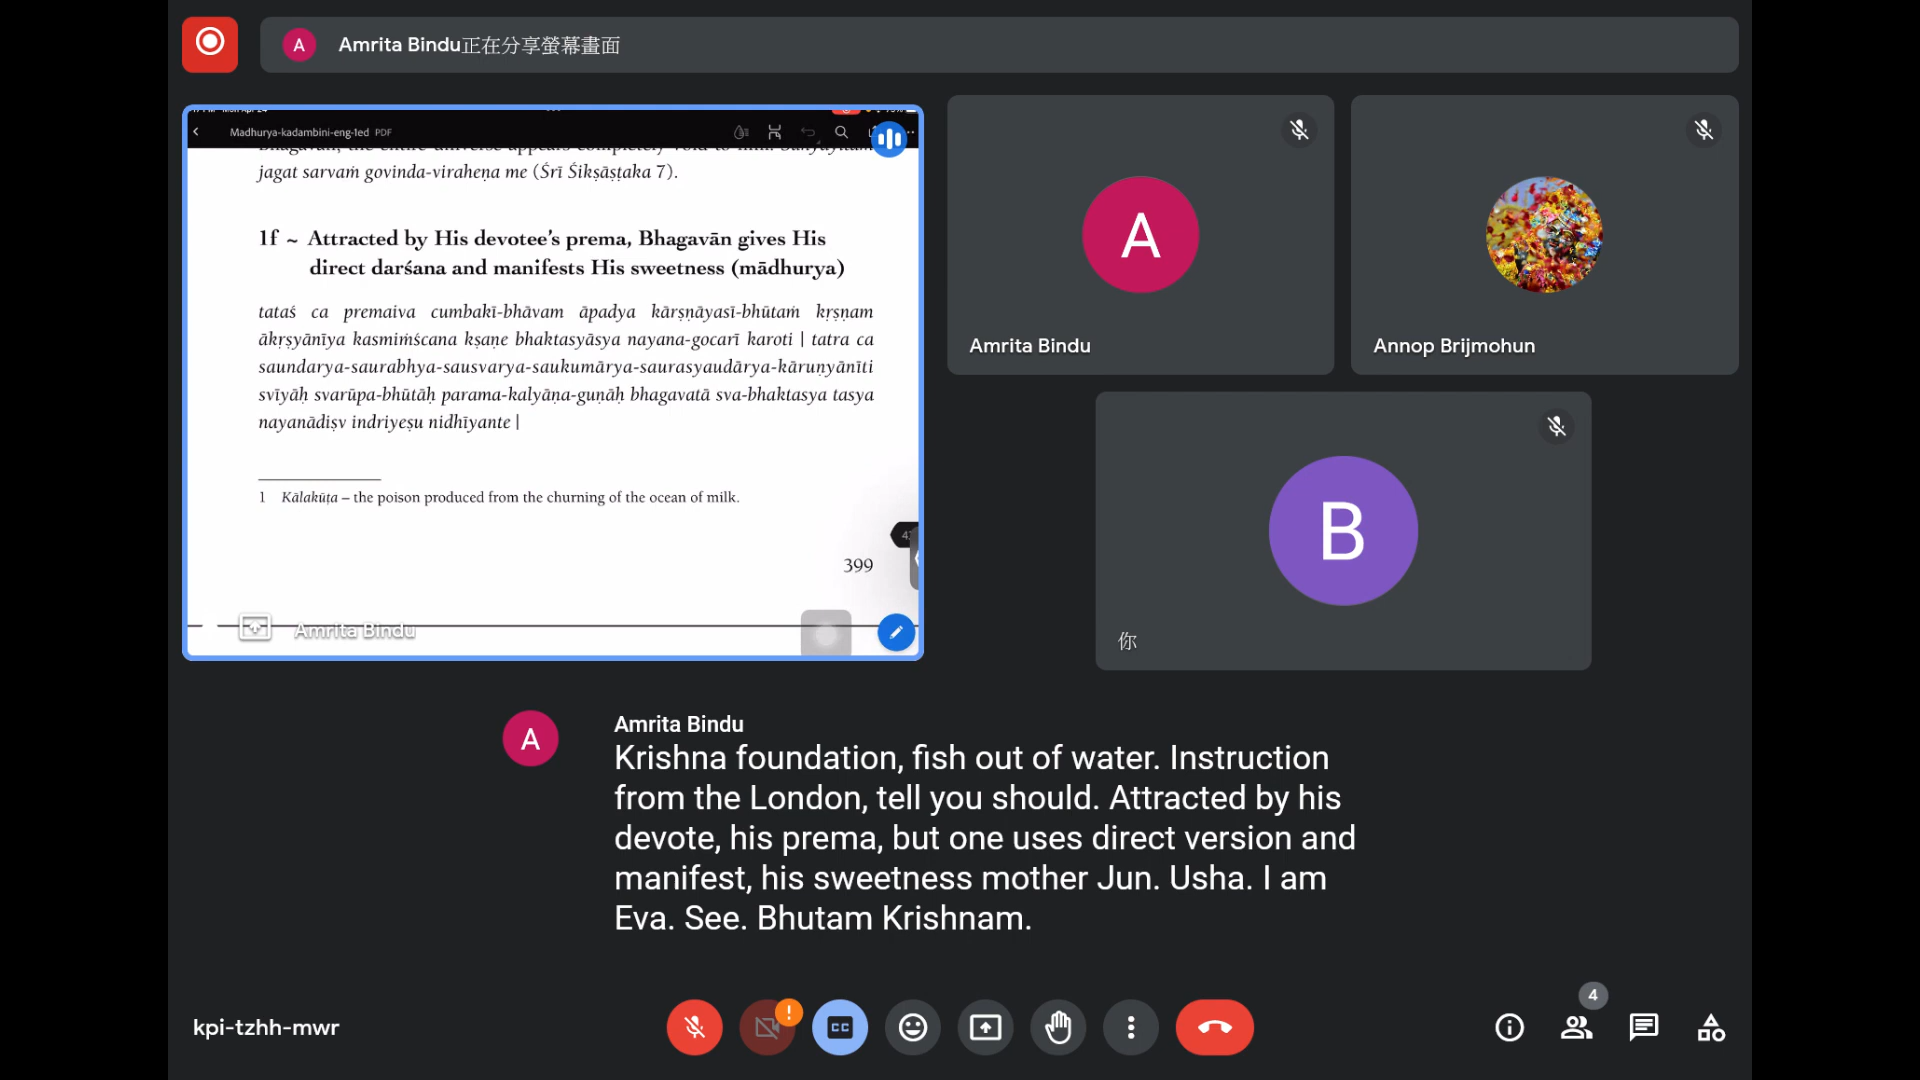 A Amrita Bindu正在分享螢幕畫面
Madhurya-kadambini-eng-1ed PDF
jagat sarvaṁ govinda-viraheṇa me (Śrī Śikṣāṣṭaka 7).
1f ~ Attracted by His devotee’s prema, Bhagavān gives His
direct darśana and manifests His sweetness (mādhurya)
tataś ca premaiva cumbakī-bhāvam āpadya kārṣṇāyasī-bhūtaṁ kṛṣṇam
ākṛṣyānīya kasmiṁścana kṣaṇe bhaktasyāsya nayana-gocarī karoti | tatra ca
saundarya-saurabhya-sausvarya-saukumārya-saurasyaudārya-kāruṇyānīti
svīyāḥ svarūpa-bhūtāḥ parama-kalyāṇa-guṇāḥ bhagavatā sva-bhaktasya tasya
nayanādiṣv indriyeṣu nidhīyante |
1 Kālakūṭa – the poison produced from the churning of the ocean of milk.
399
Amrita Bindu
A
Amrita Bindu
Annop Brijmohun
B
你
A
Amrita Bindu
Krishna foundation, fish out of water. Instruction
from the London, tell you should. Attracted by his
devote, his prema, but one uses direct version and
manifest, his sweetness mother Jun. Usha. I am
Eva. See. Bhutam Krishnam.
kpi-tzhh-mwr
!
CC
4